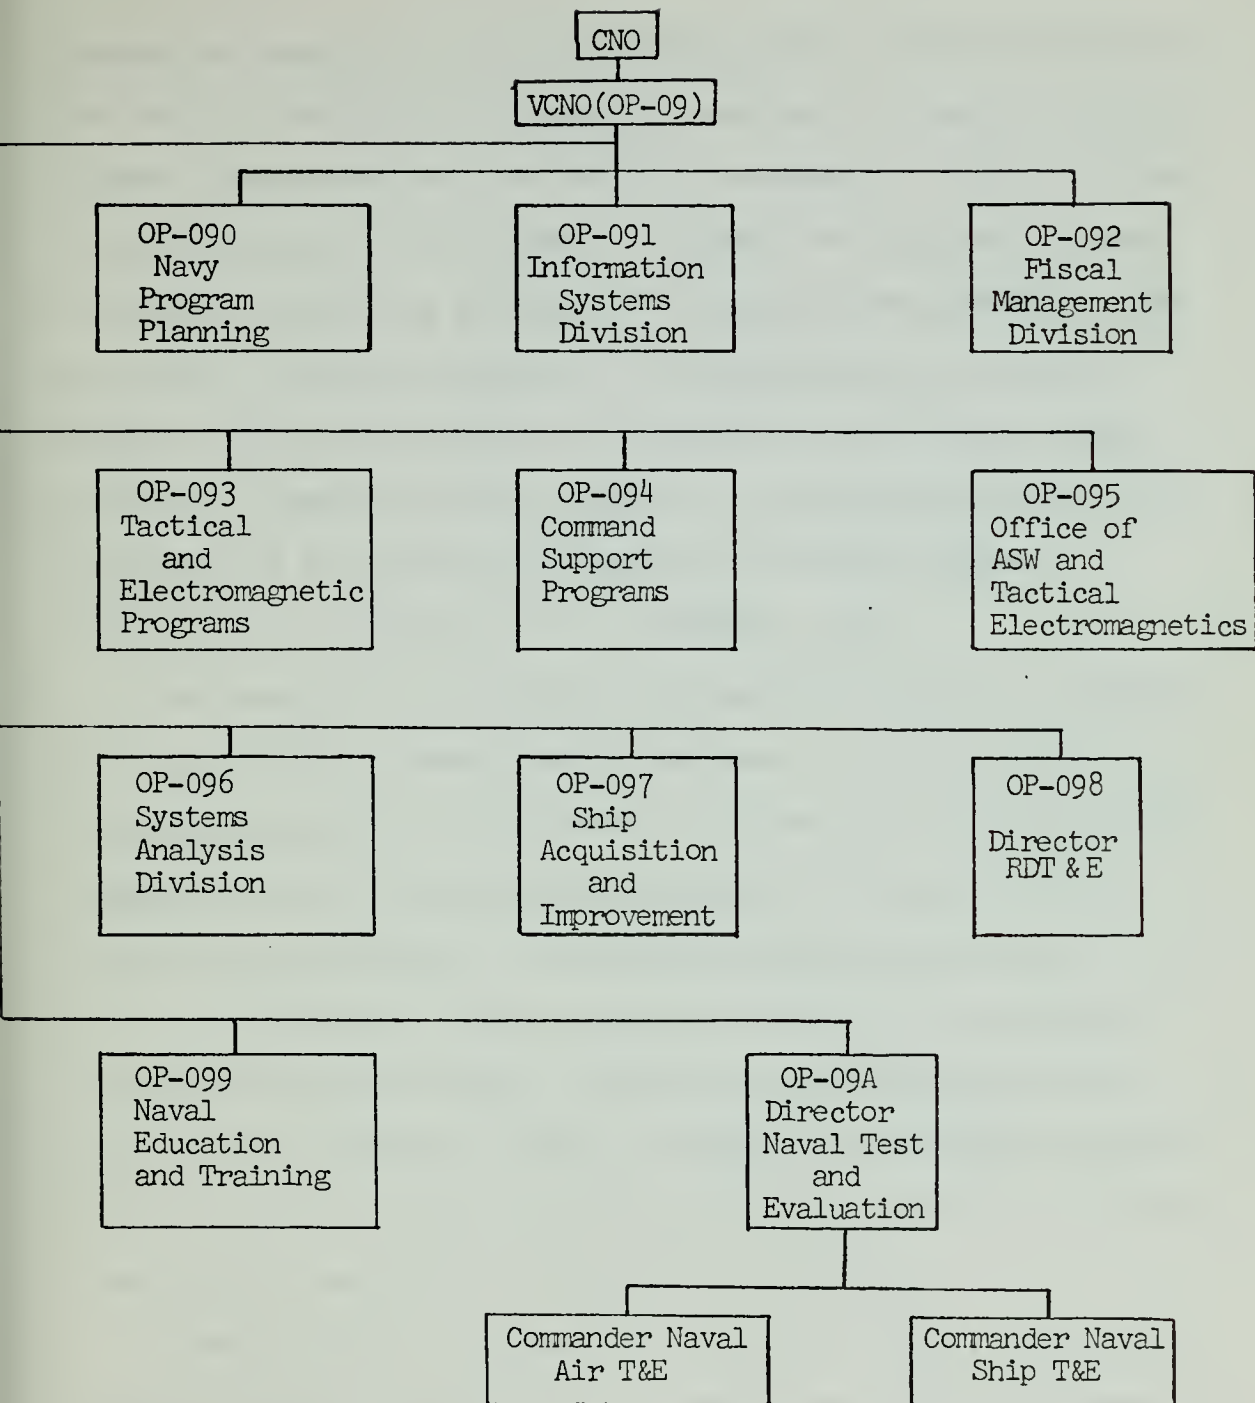 CNO
VCNO(OP-09)
OP-090
Navy
Program
Planning
OP-091
Information
Systems
Division
OP-092
Fiscal
Management
Division
OP-093
Tactical
and
Electromagnetic
Programs
OP-094
Command
Support
Programs
OP-095
Office of
ASW and
Tactical
Electromagnetics
OP-096
Systems
Analysis
Division
OP-097
Ship
Acquisition
and
Improvement
OP-098
Director
RDT & E
OP-099
Naval
Education
and Training
OP-09A
Director
Naval Test
and
Evaluation
Commander Naval
Air T&E
Commander Naval
Ship T&E